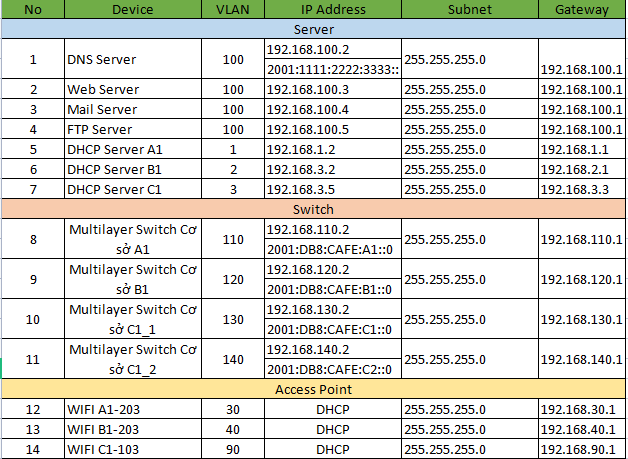 No Device VLAN IP Address Subnet Gateway
Server
1 DNS Server 100 192.168.100.2 255.255.255.0 192.168.100.1
2001:1111:2222:3333::
2 Web Server 100 192.168.100.3 255.255.255.0 192.168.100.1
3 Mail Server 100 192.168.100.4 255.255.255.0 192.168.100.1
4 FTP Server 100 192.168.100.5 255.255.255.0 192.168.100.1
5 DHCP Server A1 1 192.168.1.2 255.255.255.0 192.168.1.1
6 DHCP Server B1 2 192.168.3.2 255.255.255.0 192.168.2.1
7 DHCP Server C1 3 192.168.3.5 255.255.255.0 192.168.3.3
Switch
8 Multilayer Switch Cơ 110 192.168.110.2 255.255.255.0 192.168.110.1
sở A1 2001:DB8:CAFE:A1::0
9 Multilayer Switch Cơ 120 192.168.120.2 255.255.255.0 192.168.120.1
sở B1 2001:DB8:CAFE:B1::0
10 Multilayer Switch Cơ 130 192.168.130.2 255.255.255.0 192.168.130.1
sở C1_1 2001:DB8:CAFE:C1::0
11 Multilayer Switch Cơ 140 192.168.140.2 255.255.255.0 192.168.140.1
sở C1_2 2001:DB8:CAFE:C2::0
Access Point
12 WIFI A1-203 30 DHCP 255.255.255.0 192.168.30.1
13 WIFI B1-203 40 DHCP 255.255.255.0 192.168.40.1
14 WIFI C1-103 90 DHCP 255.255.255.0 192.168.90.1